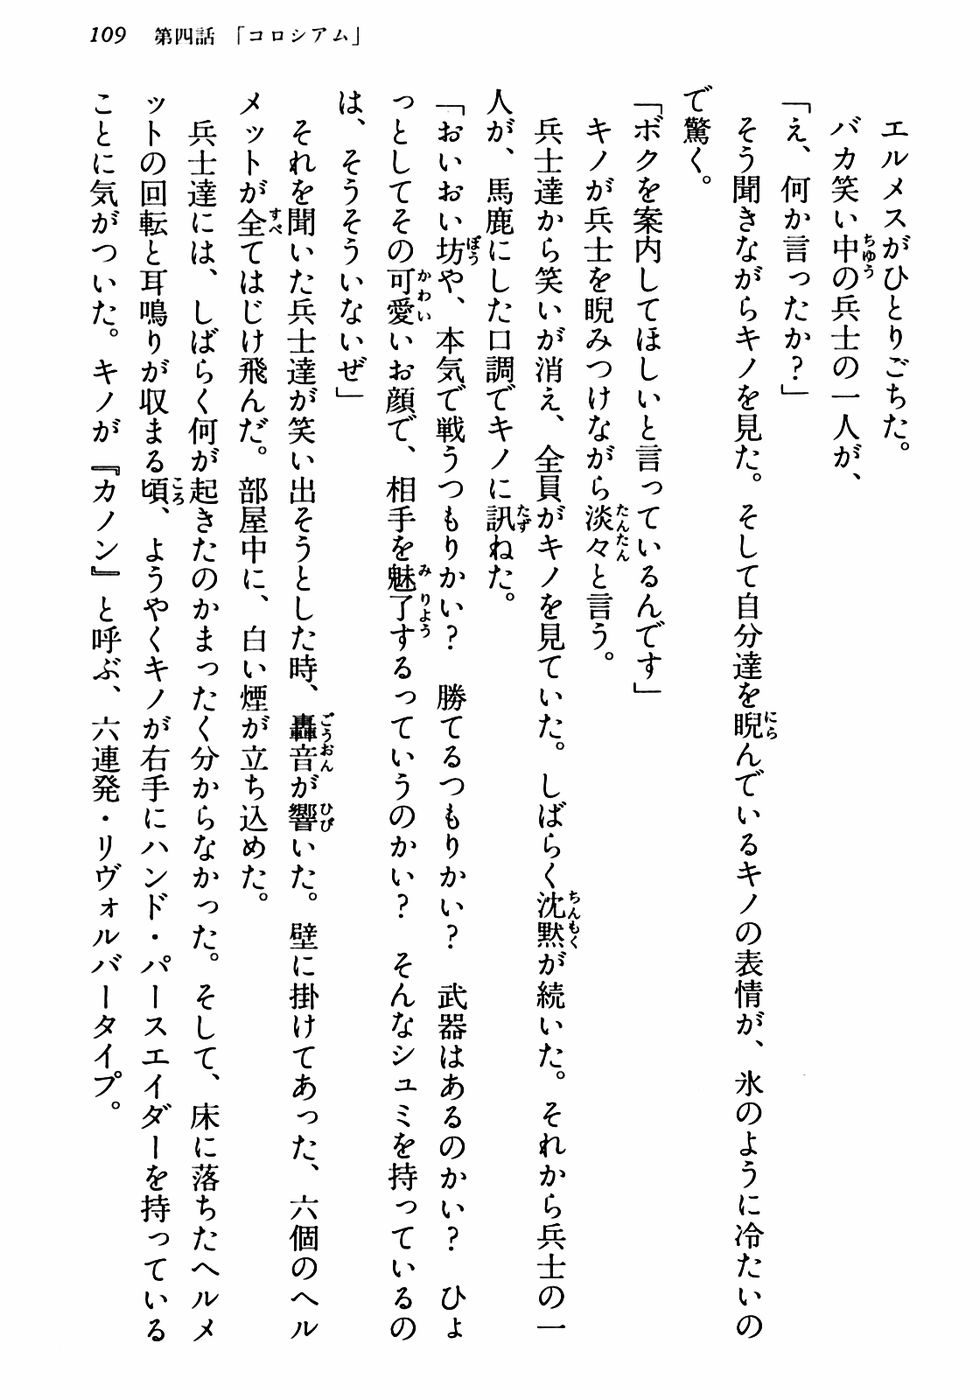 109 第四話 「コロシアム」
エルメスがひとりごちた。
バカ笑い中の兵士の一人が、
「え、何か言ったか？」
そう聞きながらキノを見た。そして自分達を睨んでいるキノの表情が、氷のように冷たいの
で驚く。
「ボクを案内してほしいと言っているんです」
キノが兵士を睨みつけながら淡々と言う。
兵士達から笑いが消え、全員がキノを見ていた。しばらく沈黙が続いた。それから兵士の一
人が、馬鹿にした口調でキノに訊ねた。
「おいおい坊や、本気で戦うつもりかい？　勝てるつもりかい？　武器はあるのかい？　ひょ
っとしてその可愛いお顔で、相手を魅了するっていうのかい？　そんなシュミを持っているの
は、そうそういないぜ」
それを聞いた兵士達が笑い出そうとした時、轟音が響いた。壁に掛けてあった、六個のヘル
メットが全てはじけ飛んだ。部屋中に、白い煙が立ち込めた。
兵士達には、しばらく何が起きたのかまったく分からなかった。そして、床に落ちたヘルメ
ットの回転と耳鳴りが収まる頃、ようやくキノが右手にハンド・パースエイダーを持っている
ことに気がついた。キノが『カノン』と呼ぶ、六連発・リヴォルバータイプ。